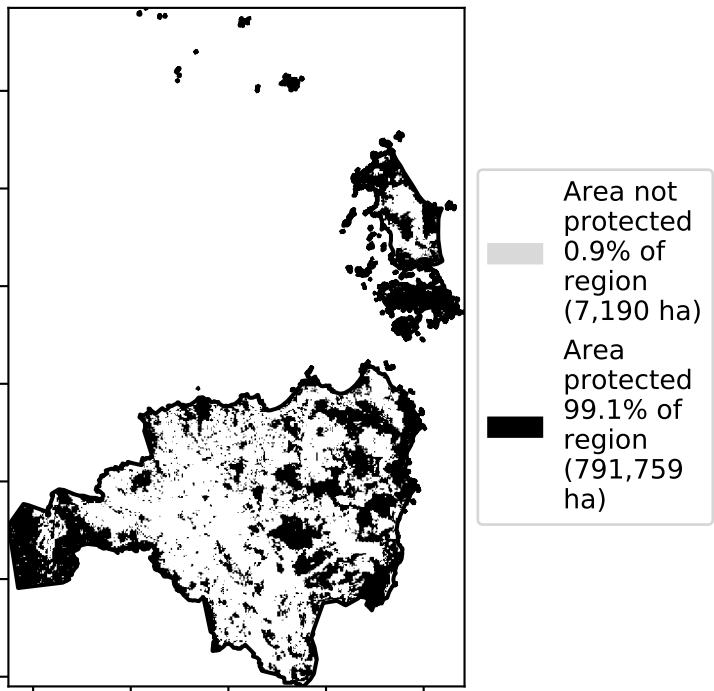 Area not
protected
0.9% of
region
(7,190 ha)
Area
protected
99.1% of
region
(791,759
ha)